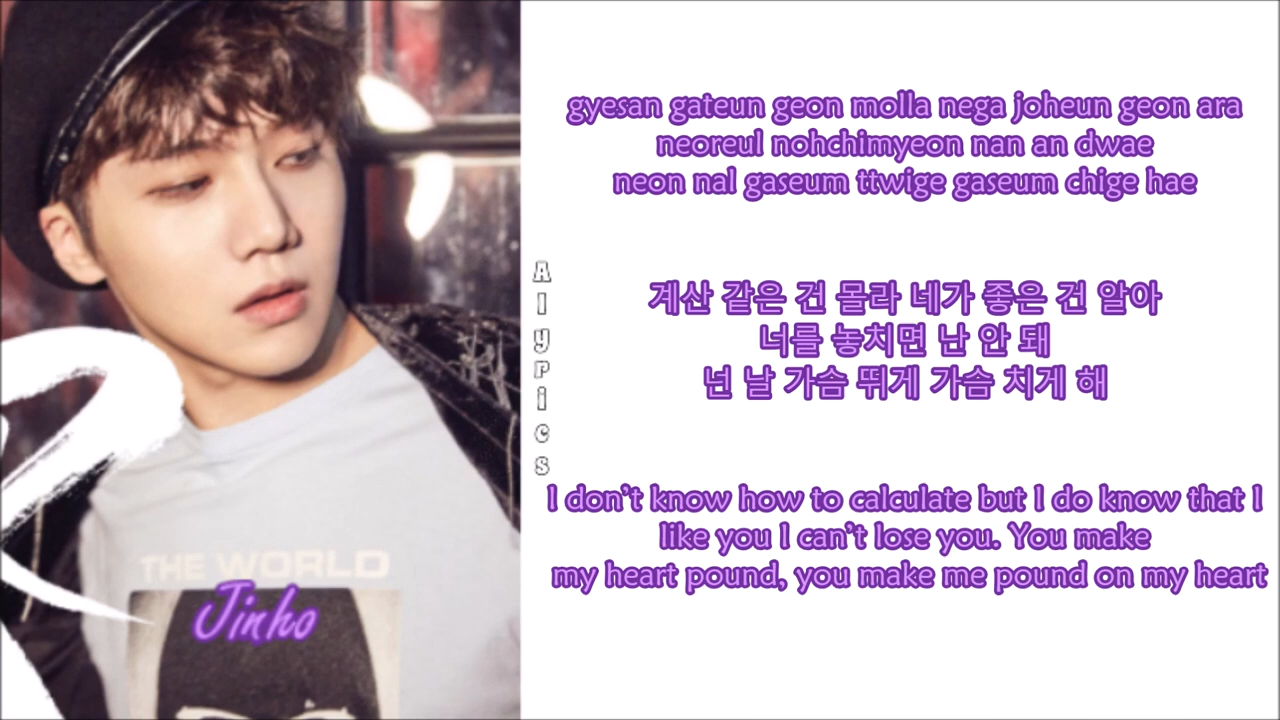 gyesan gateun geon molla nega joheun geon ara
neoreul nohchimyeon nan an dwae
neon nal gaseum ttwige gaseum chige hae
Alyrics
계산 같은 건 몰라 네가 좋은 건 알아
너를 놓치면 난 안 돼
넌 날 가슴 뛰게 가슴 치게 해
I don't know how to calculate but I do know that I
like you I can't lose you. You make
my heart pound, you make me pound on my heart
THE WORLD
Jinho